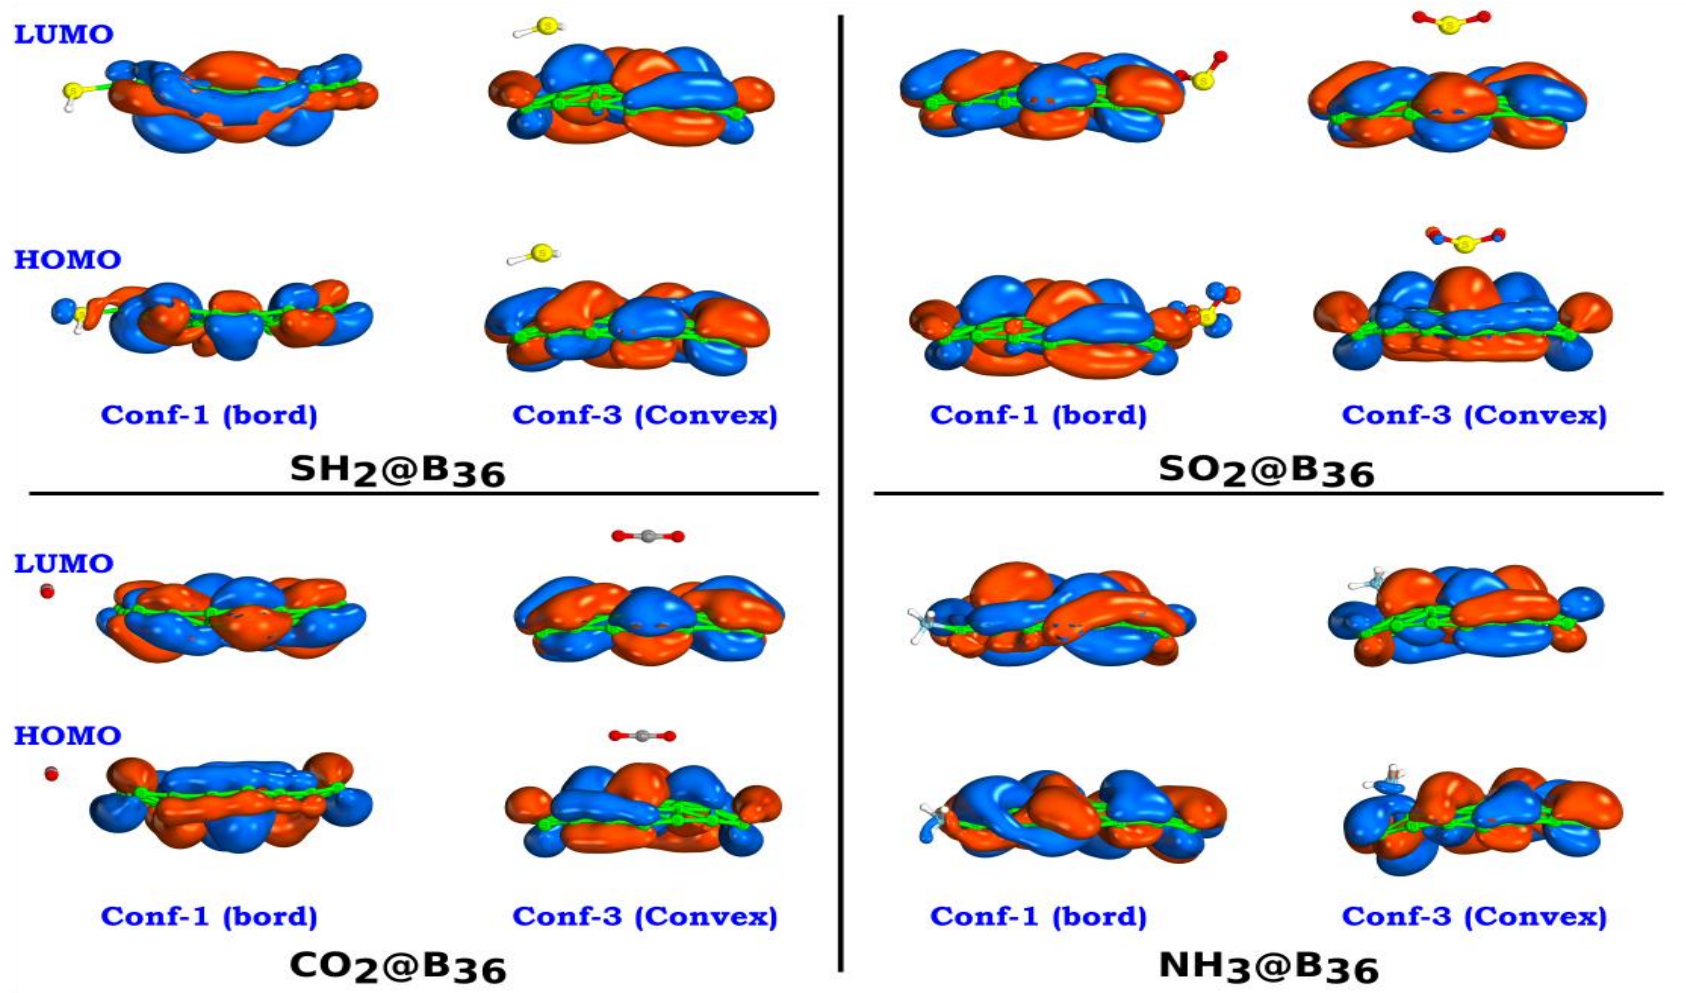 LUMO
HOMO
Conf-1 (bord) Conf-3 (Convex)
SH2@B36
Conf-1 (bord) Conf-3 (Convex)
SO2@B36
LUMO
HOMO
Conf-1 (bord) Conf-3 (Convex)
CO2@B36
Conf-1 (bord) Conf-3 (Convex)
NH3@B36